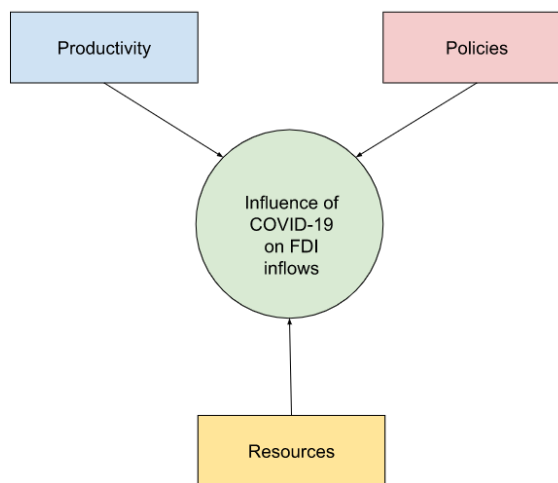 Productivity
Policies
Influence of
COVID-19
on FDI
inflows
Resources